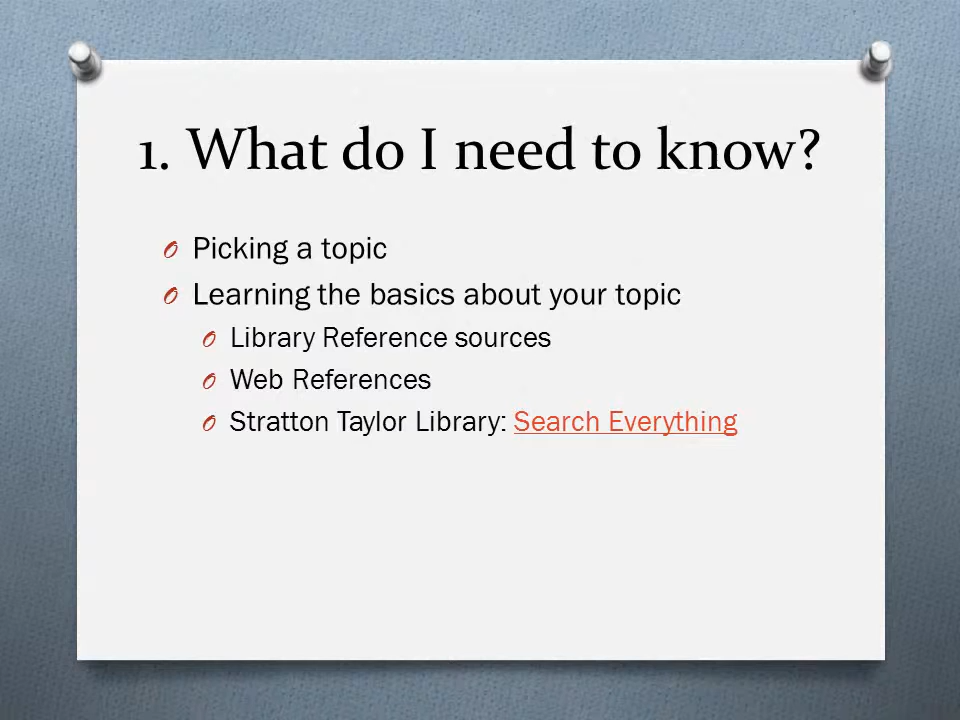 1. What do I need to know?
Picking a topic
Learning the basics about your topic
Library Reference sources
Web References
Stratton Taylor Library: Search Everything